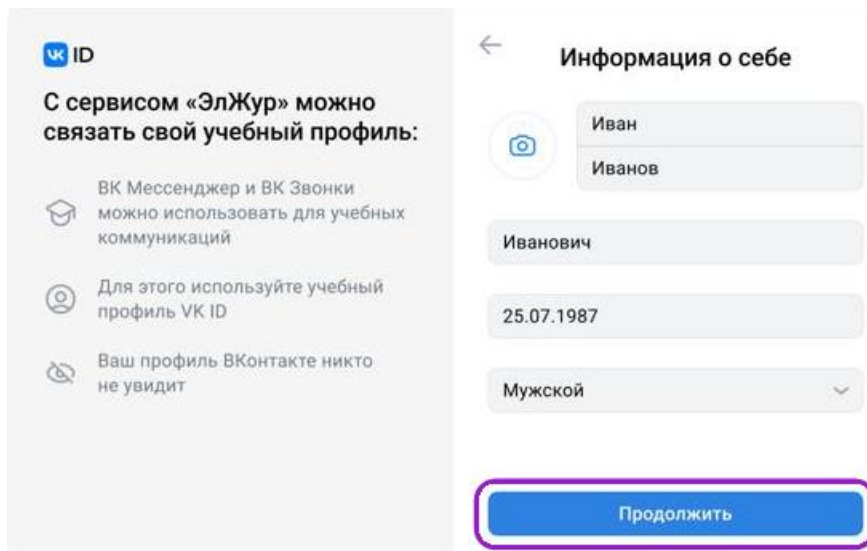 VK ID
С сервисом «ЭлЖур» можно
связать свой учебный профиль:
ВК Мессенджер и ВК Звонки
можно использовать для учебных
коммуникаций
Для этого используйте учебный
профиль VK ID
Ваш профиль ВКонтакте никто
не увидит
Информация о себе
Иван
Иванов
Иванович
25.07.1987
Мужской
Продолжить